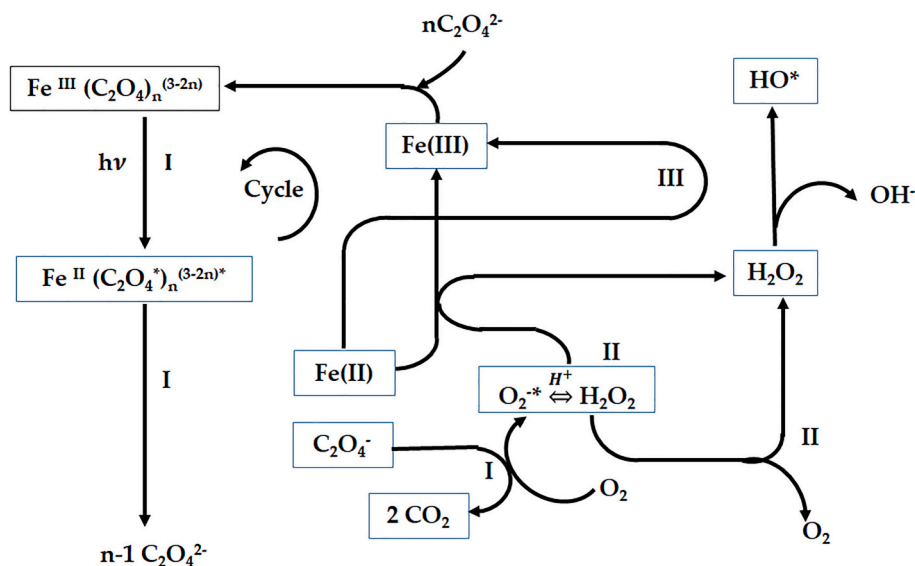 nC₂O₄²⁻
Fe ᴵᴵᴵ (C₂O₄)ₙ⁽³⁻²ⁿ⁾
HO*
Fe(III)
hν
I
III
Cycle
OH⁻
Fe ᴵᴵ (C₂O₄*)ₙ⁽³⁻²ⁿ⁾*
H₂O₂
Fe(II)
II
I
O₂⁻* H⁺ ⇔ H₂O₂
C₂O₄⁻
II
I
O₂
2 CO₂
O₂
n-1 C₂O₄²⁻